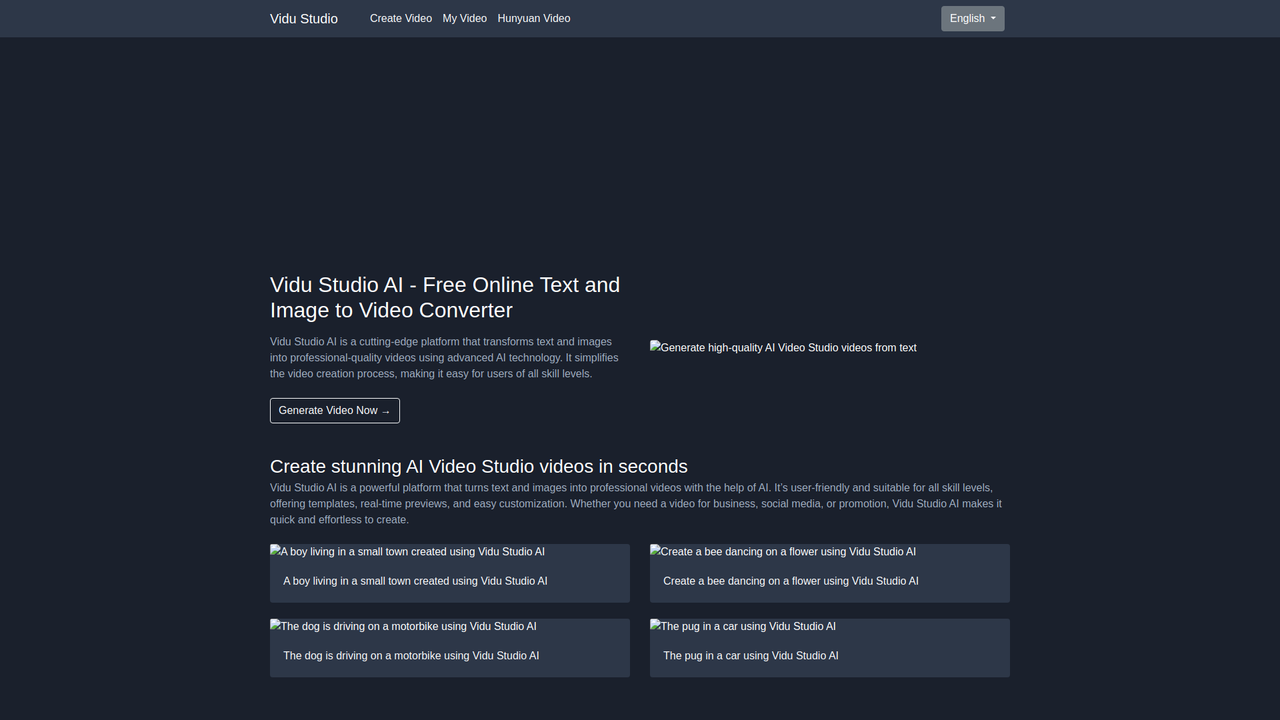 Vidu Studio
Create Video
My Video
Hunyuan Video
English
Vidu Studio AI - Free Online Text and
Image to Video Converter
Vidu Studio AI is a cutting-edge platform that transforms text and images
into professional-quality videos using advanced AI technology. It simplifies
the video creation process, making it easy for users of all skill levels.
Generate Video Now →
Generate high-quality AI Video Studio videos from text
Create stunning AI Video Studio videos in seconds
Vidu Studio AI is a powerful platform that turns text and images into professional videos with the help of AI. It's user-friendly and suitable for all skill levels,
offering templates, real-time previews, and easy customization. Whether you need a video for business, social media, or promotion, Vidu Studio AI makes it
quick and effortless to create.
A boy living in a small town created using Vidu Studio AI
A boy living in a small town created using Vidu Studio AI
Create a bee dancing on a flower using Vidu Studio AI
Create a bee dancing on a flower using Vidu Studio AI
The dog is driving on a motorbike using Vidu Studio AI
The dog is driving on a motorbike using Vidu Studio AI
The pug in a car using Vidu Studio AI
The pug in a car using Vidu Studio AI